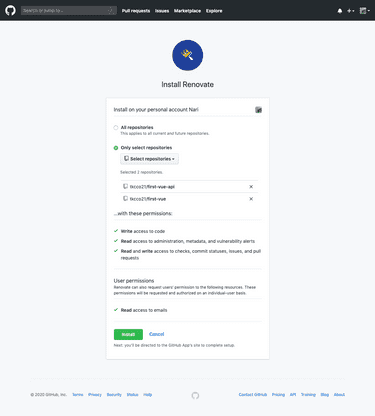 Search or jump to...
Pull requests Issues Marketplace Explore
Install Renovate
Install on your personal account Nari
All repositories
This applies to all current and future repositories.
Only select repositories
Select repositories
Selected 2 repositories.
/first-vue-api
/first-vue
...with these permissions:
Write access to code
Read access to administration, metadata, and vulnerability alerts
Read and write access to checks, commit statuses, issues, and pull
requests
User permissions
Renovate can also request users' permission to the following resources. These
permissions will be requested and authorized on an individual-user basis.
Read access to emails
Install Cancel
Next: you'll be directed to the GitHub App's site to complete setup.
© 2020 GitHub, Inc. Terms Privacy Security Status Help
Contact GitHub Pricing API Training Blog About